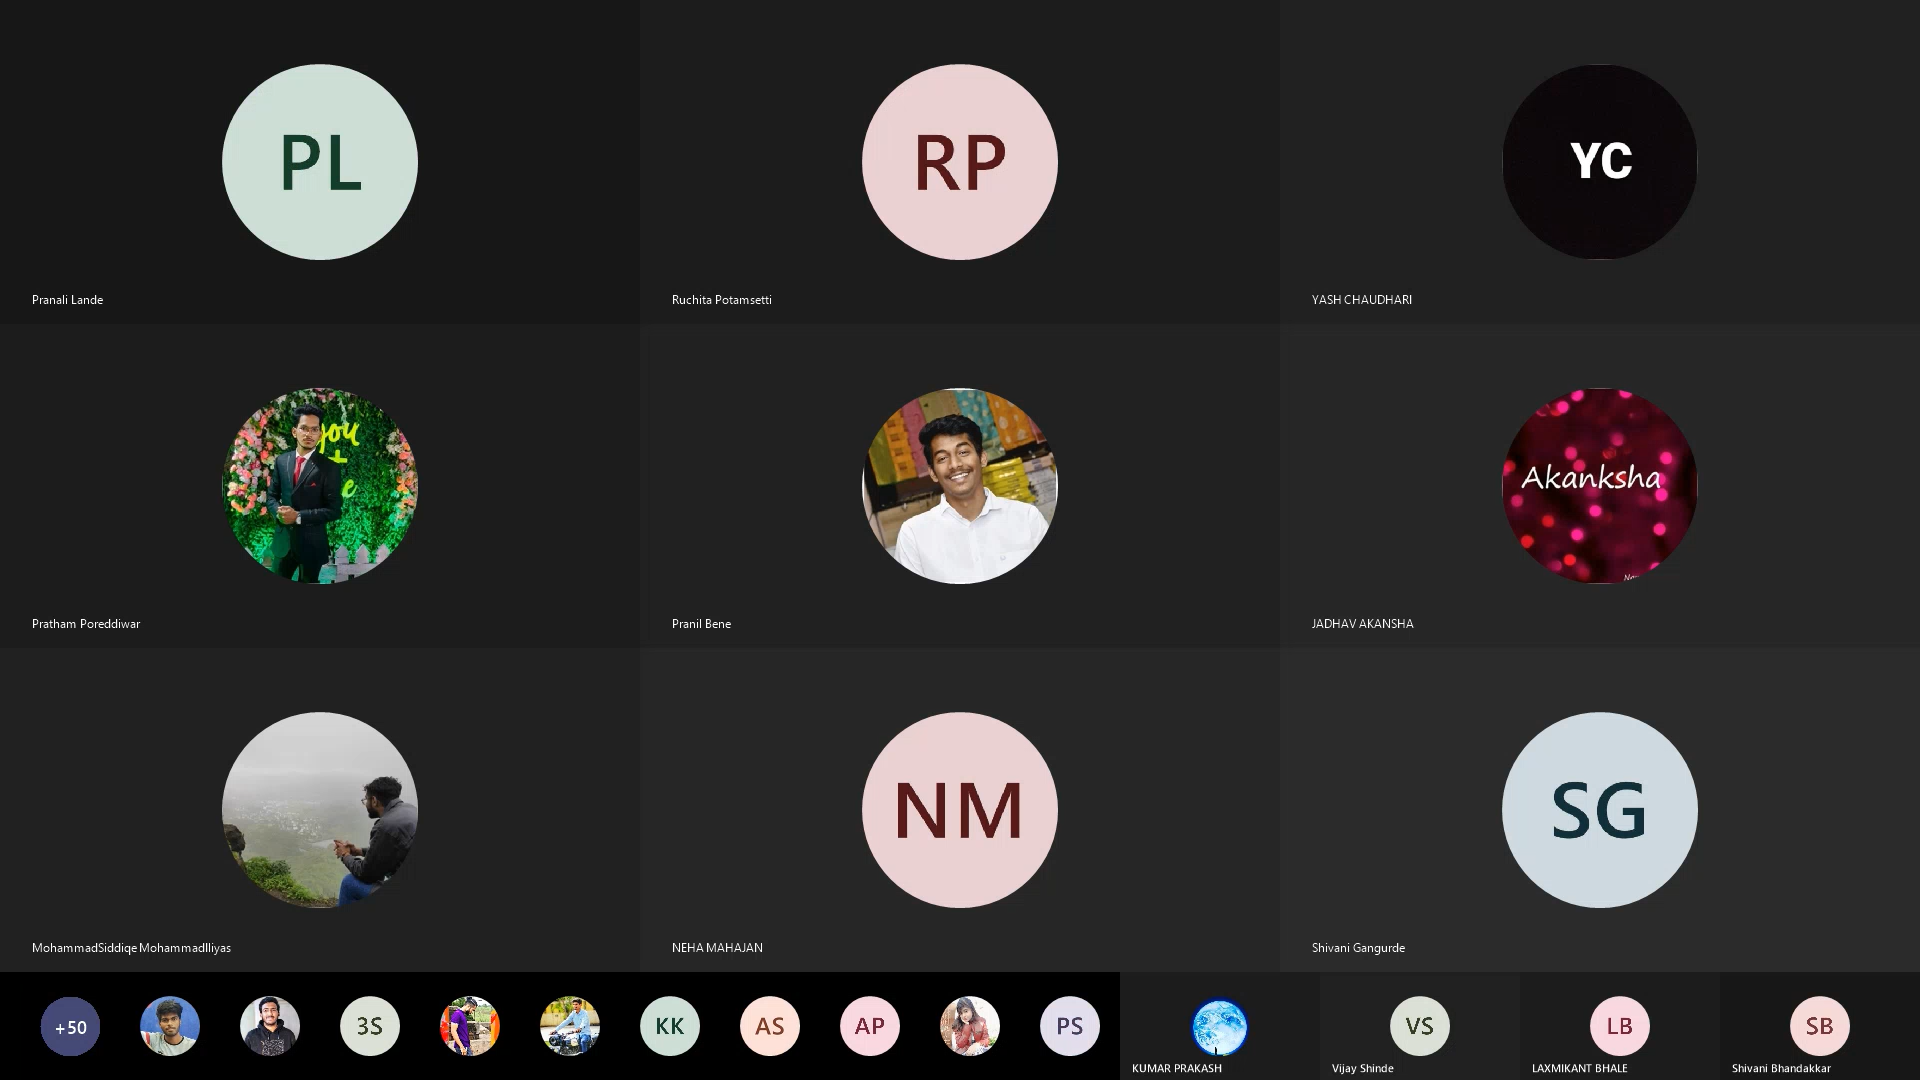 PL
RP
YC
Pranali Lande
Ruchita Potamsetti
YASH CHAUDHARI
you
+
Akanksha
Pratham Poreddiwar
Pranil Bene
JADHAV AKANSHA
NM
SG
MohammadSiddiqe MohammadIliyas
NEHA MAHAJAN
Shivani Gangurde
+50
3S
KK
AS
AP
PS
VS
LB
SB
KUMAR PRAKASH
Vijay Shinde
LAXMIKANT BHALE
Shivani Bhandakkar